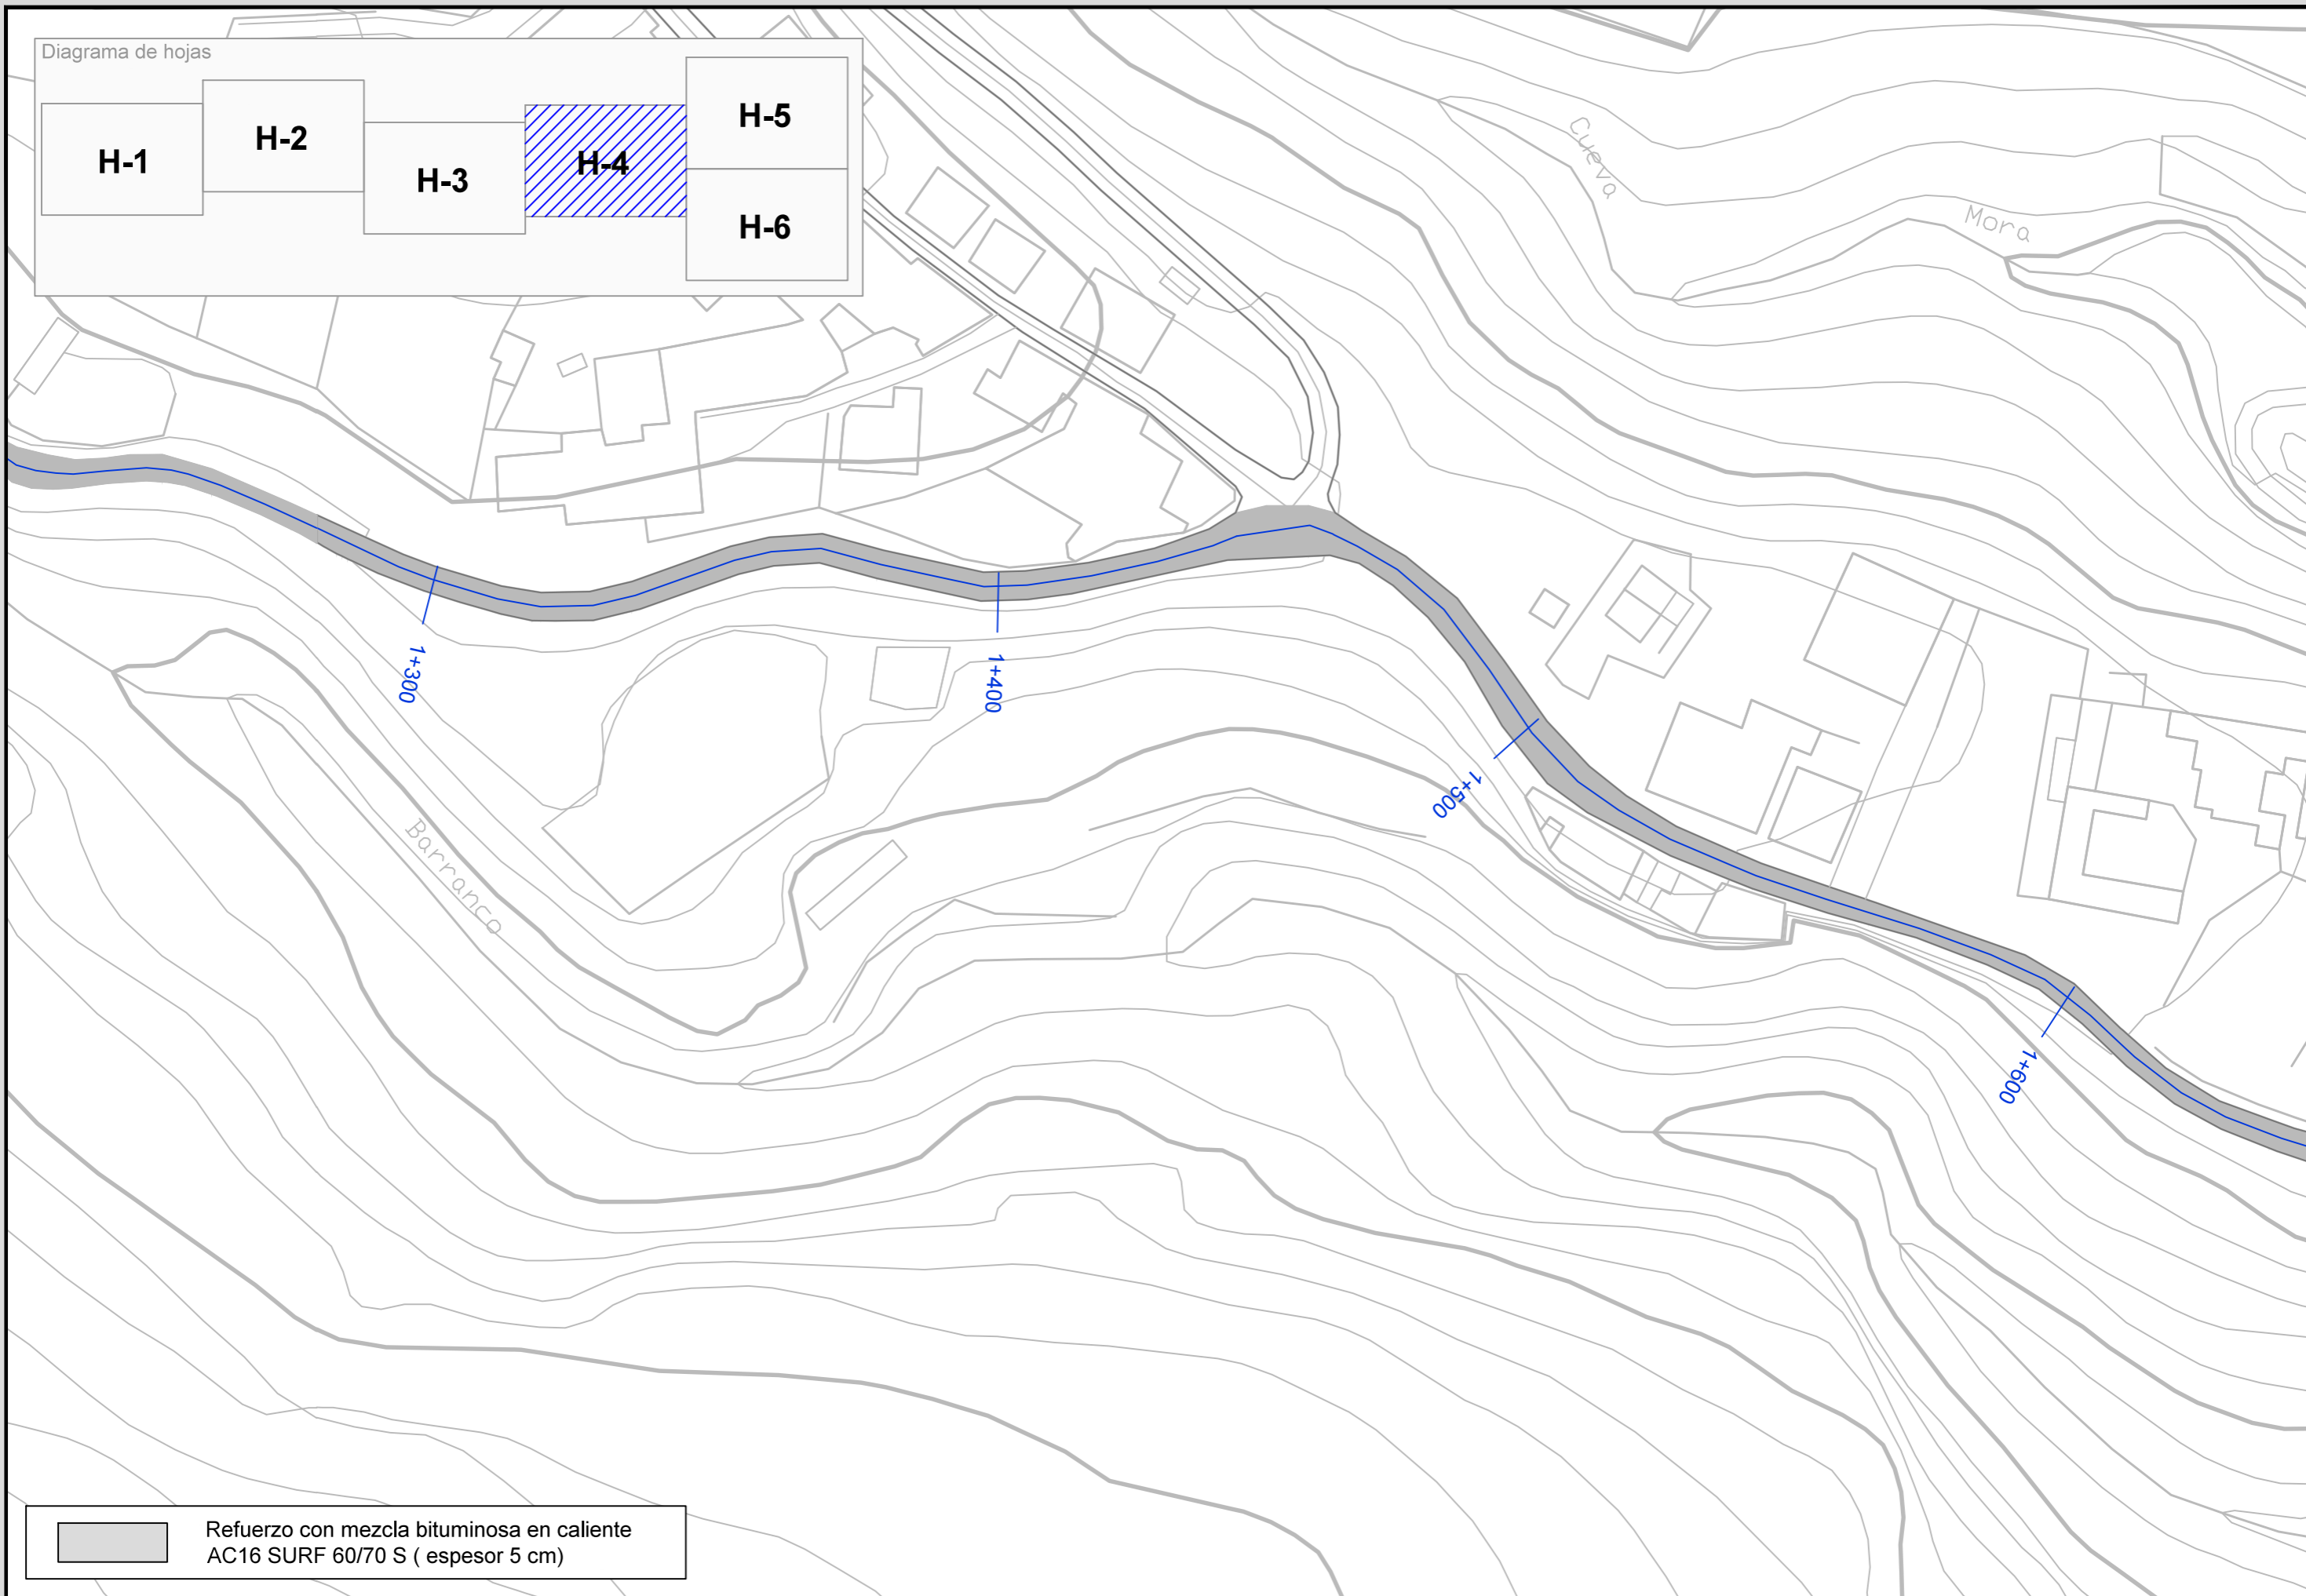 Diagrama de hojas
H-1
H-2
H-3
H-4
H-5
H-6
Cueva
Mora
1+300
1+400
1+500
1+600
Barranco
Refuerzo con mezcla bituminosa en caliente
AC16 SURF 60/70 S ( espesor 5 cm)